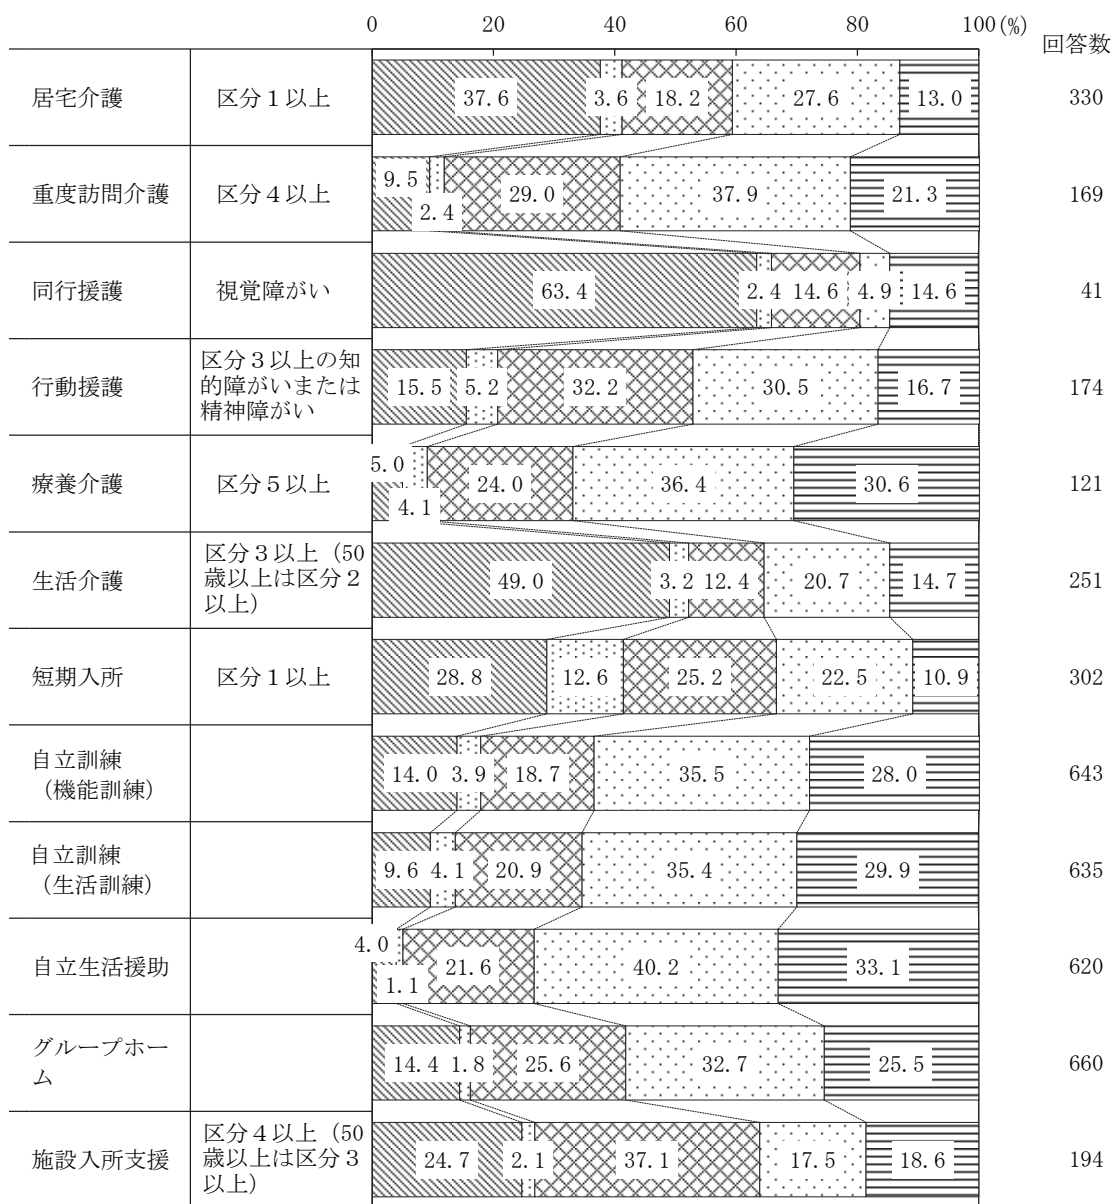 0 20 40 60 80 100(%)
回答数
居宅介護 区分1以上 37.6 3.6 18.2 27.6 13.0 330
重度訪問介護 区分4以上 9.5 2.4 29.0 37.9 21.3 169
同行援護 視覚障がい 63.4 2.4 14.6 4.9 14.6 41
行動援護 区分3以上の知
的障がいまたは
精神障がい 15.5 5.2 32.2 30.5 16.7 174
療養介護 区分5以上 5.0 4.1 24.0 36.4 30.6 121
生活介護 区分3以上(50
歳以上は区分2
以上) 49.0 3.2 12.4 20.7 14.7 251
短期入所 区分1以上 28.8 12.6 25.2 22.5 10.9 302
自立訓練
(機能訓練) 14.0 3.9 18.7 35.5 28.0 643
自立訓練
(生活訓練) 9.6 4.1 20.9 35.4 29.9 635
自立生活援助 4.0 1.1 21.6 40.2 33.1 620
グループホー
ム 14.4 1.8 25.6 32.7 25.5 660
施設入所支援 区分4以上(50
歳以上は区分3
以上) 24.7 2.1 37.1 17.5 18.6 194